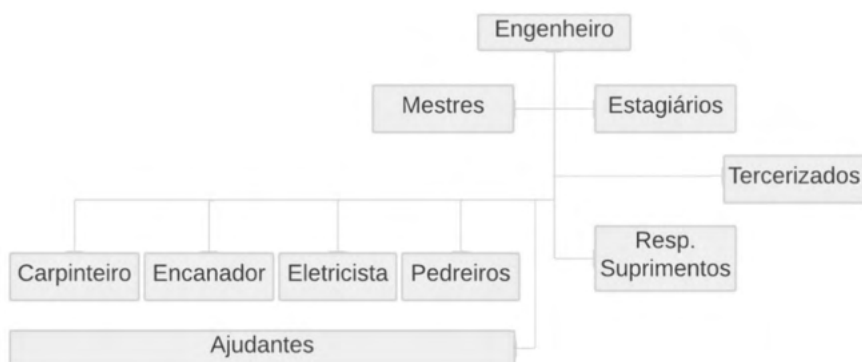 Engenheiro
Mestres
Estagiários
Tercerizados
Carpinteiro
Encanador
Eletricista
Pedreiros
Resp.
Suprimentos
Ajudantes